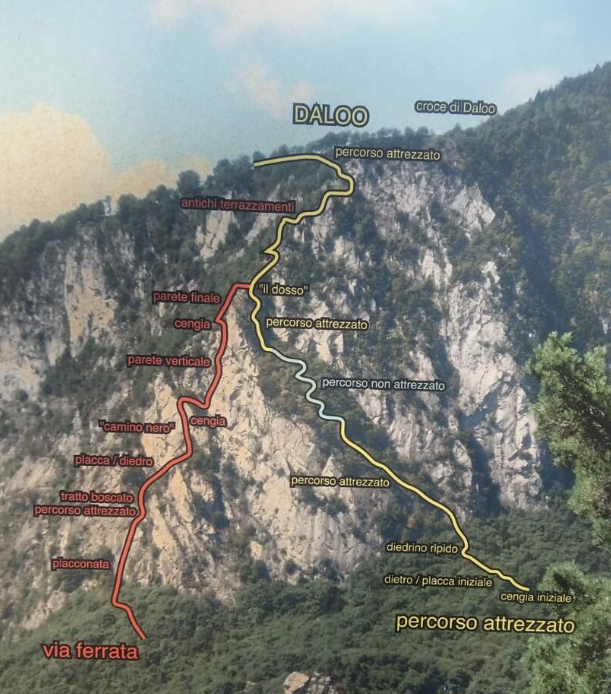 DALOO
croce di Daloo
percorso attrezzato
antichi terrazzamenti
"il dosso"
parete finale
cengia
percorso attrezzato
parete verticale
percorso non attrezzato
cengia
"camino nero"
placca / diedro
percorso attrezzato
tratto boscato
percorso attrezzato
diedrino ripido
placconata
dietro / placca iniziale
cengia iniziale
percorso attrezzato
via ferrata